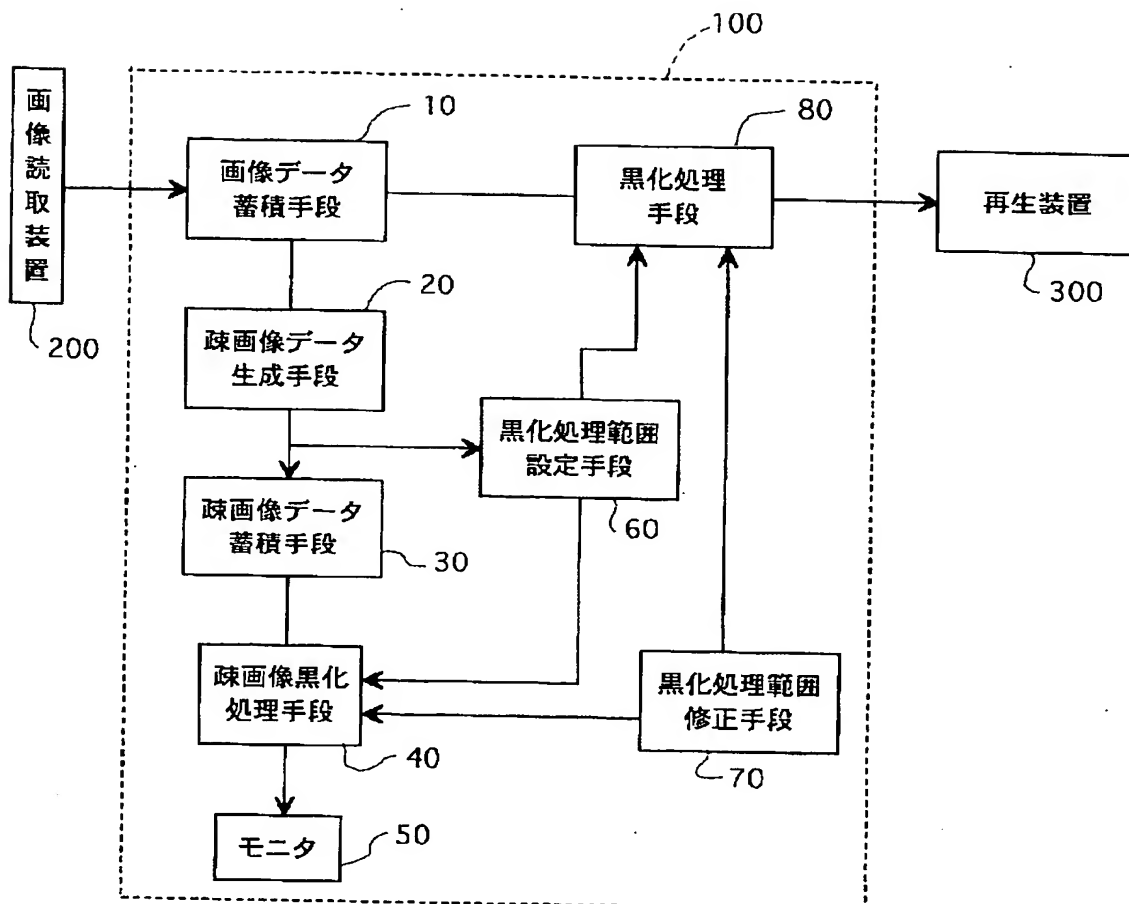 100
画像読取装置
200
10
画像データ
蓄積手段
80
黒化処理
手段
再生装置
300
20
疎画像データ
生成手段
黒化処理範囲
設定手段
60
疎画像データ
蓄積手段
30
疎画像黒化
処理手段
40
黒化処理範囲
修正手段
70
モニタ
50